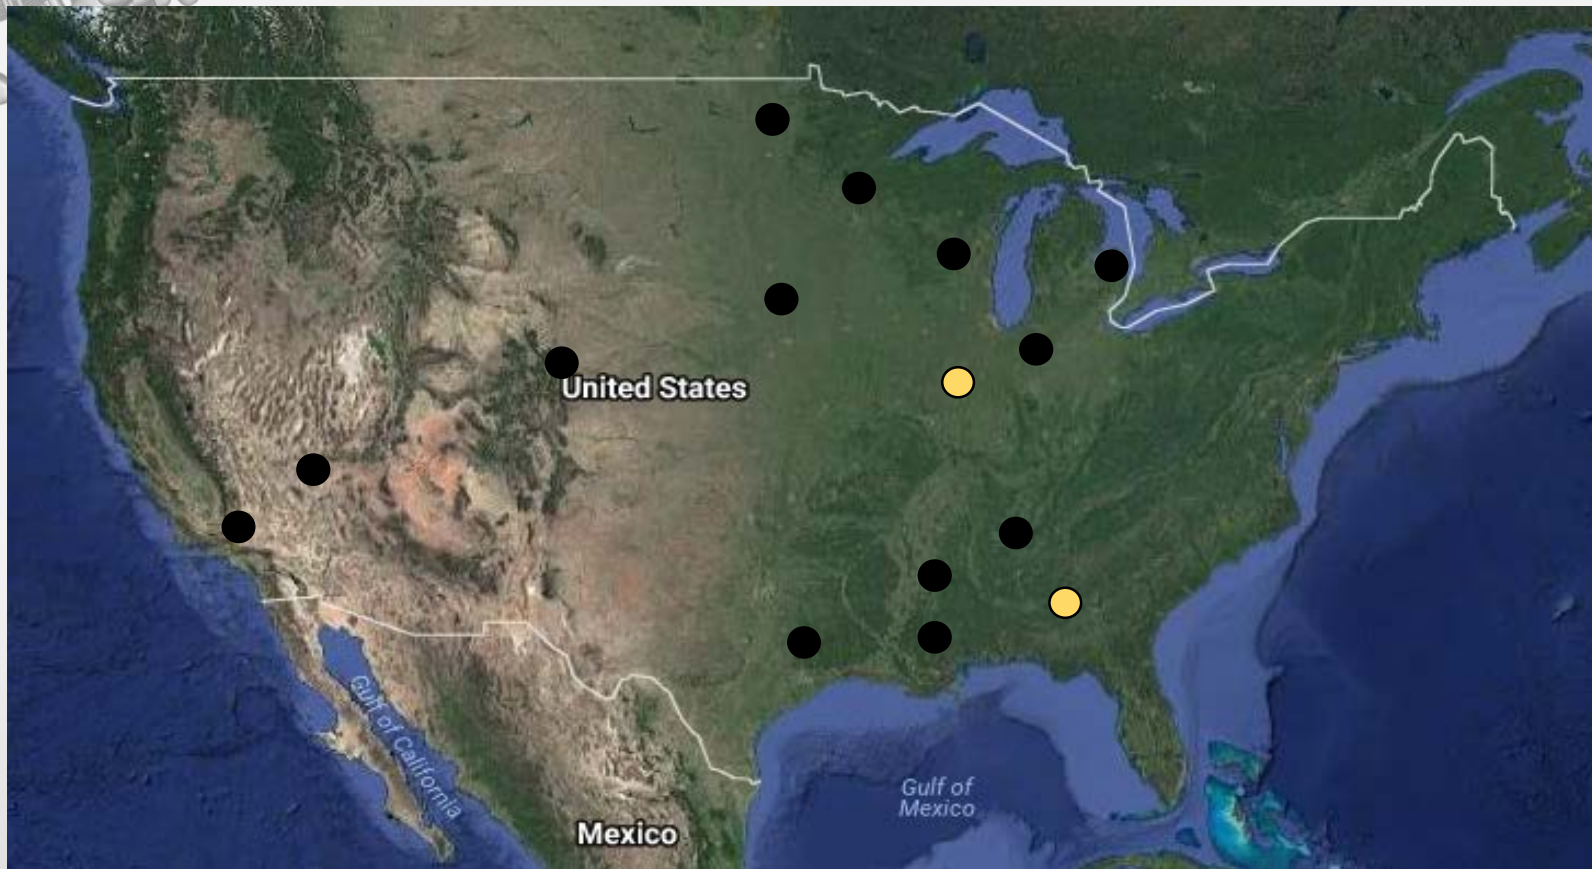 United States
Gulf of California
Gulf of
Mexico
Mexico